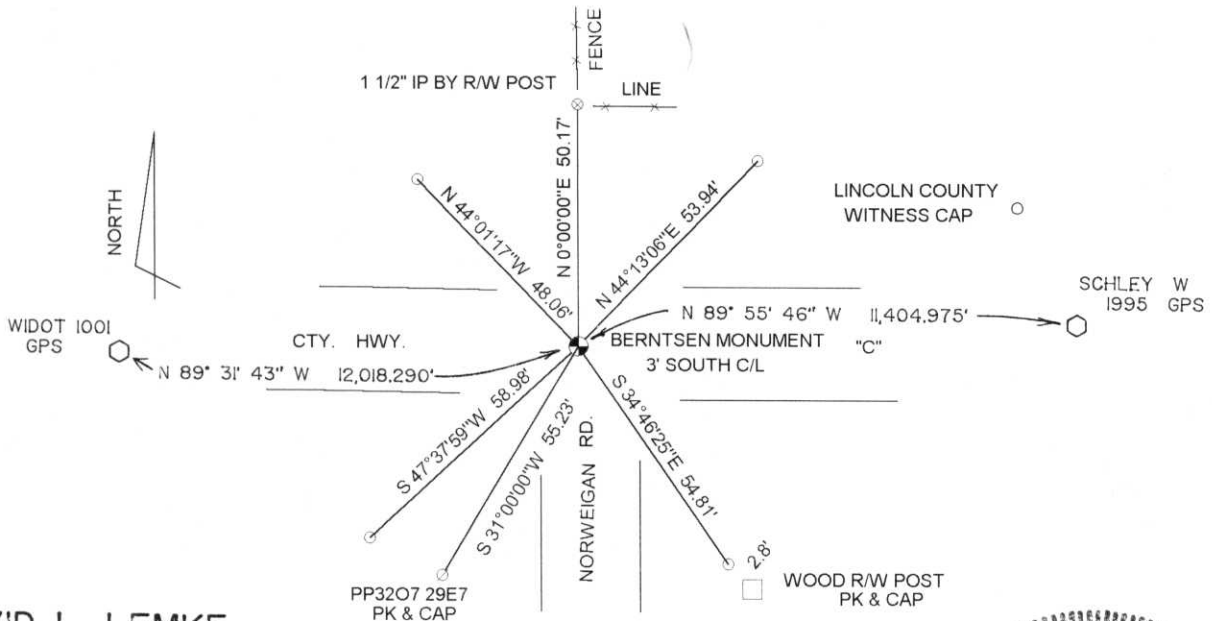 FENCE
1 1/2" IP BY R/W POST
LINE
N 0°00'00"E 50.17'
N 44°01'17"W 48.06'
N 44°13'06"E 53.94'
LINCOLN COUNTY
WITNESS CAP
NORTH
SCHLEY W
1995 GPS
N 89° 55' 46" W 11,404.975'
WIDOT 1001
GPS
CTY. HWY.
BERNTSEN MONUMENT
"C"
3' SOUTH C/L
N 89° 31' 43" W 12,018.290'
S 47°37'59"W 58.98'
S 31°00'00"W 55.23'
NORWEIGAN RD.
S 34°46'25"E 54.81'
2.8'
WOOD R/W POST
PK & CAP
PP32O7 29E7
PK & CAP